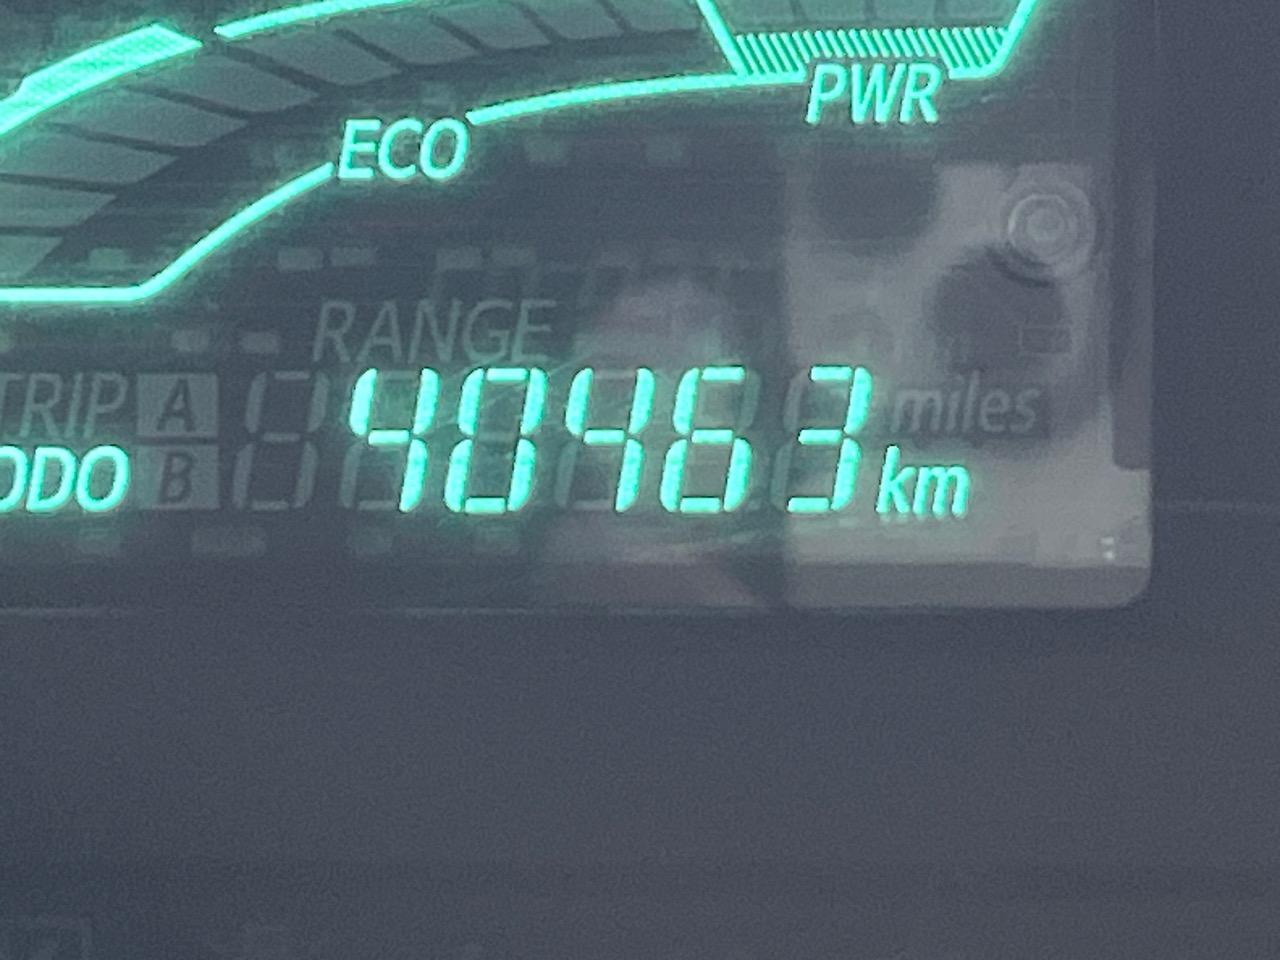 PWR
ECO
RANGE
TRIP A miles
ODO B 40463 km